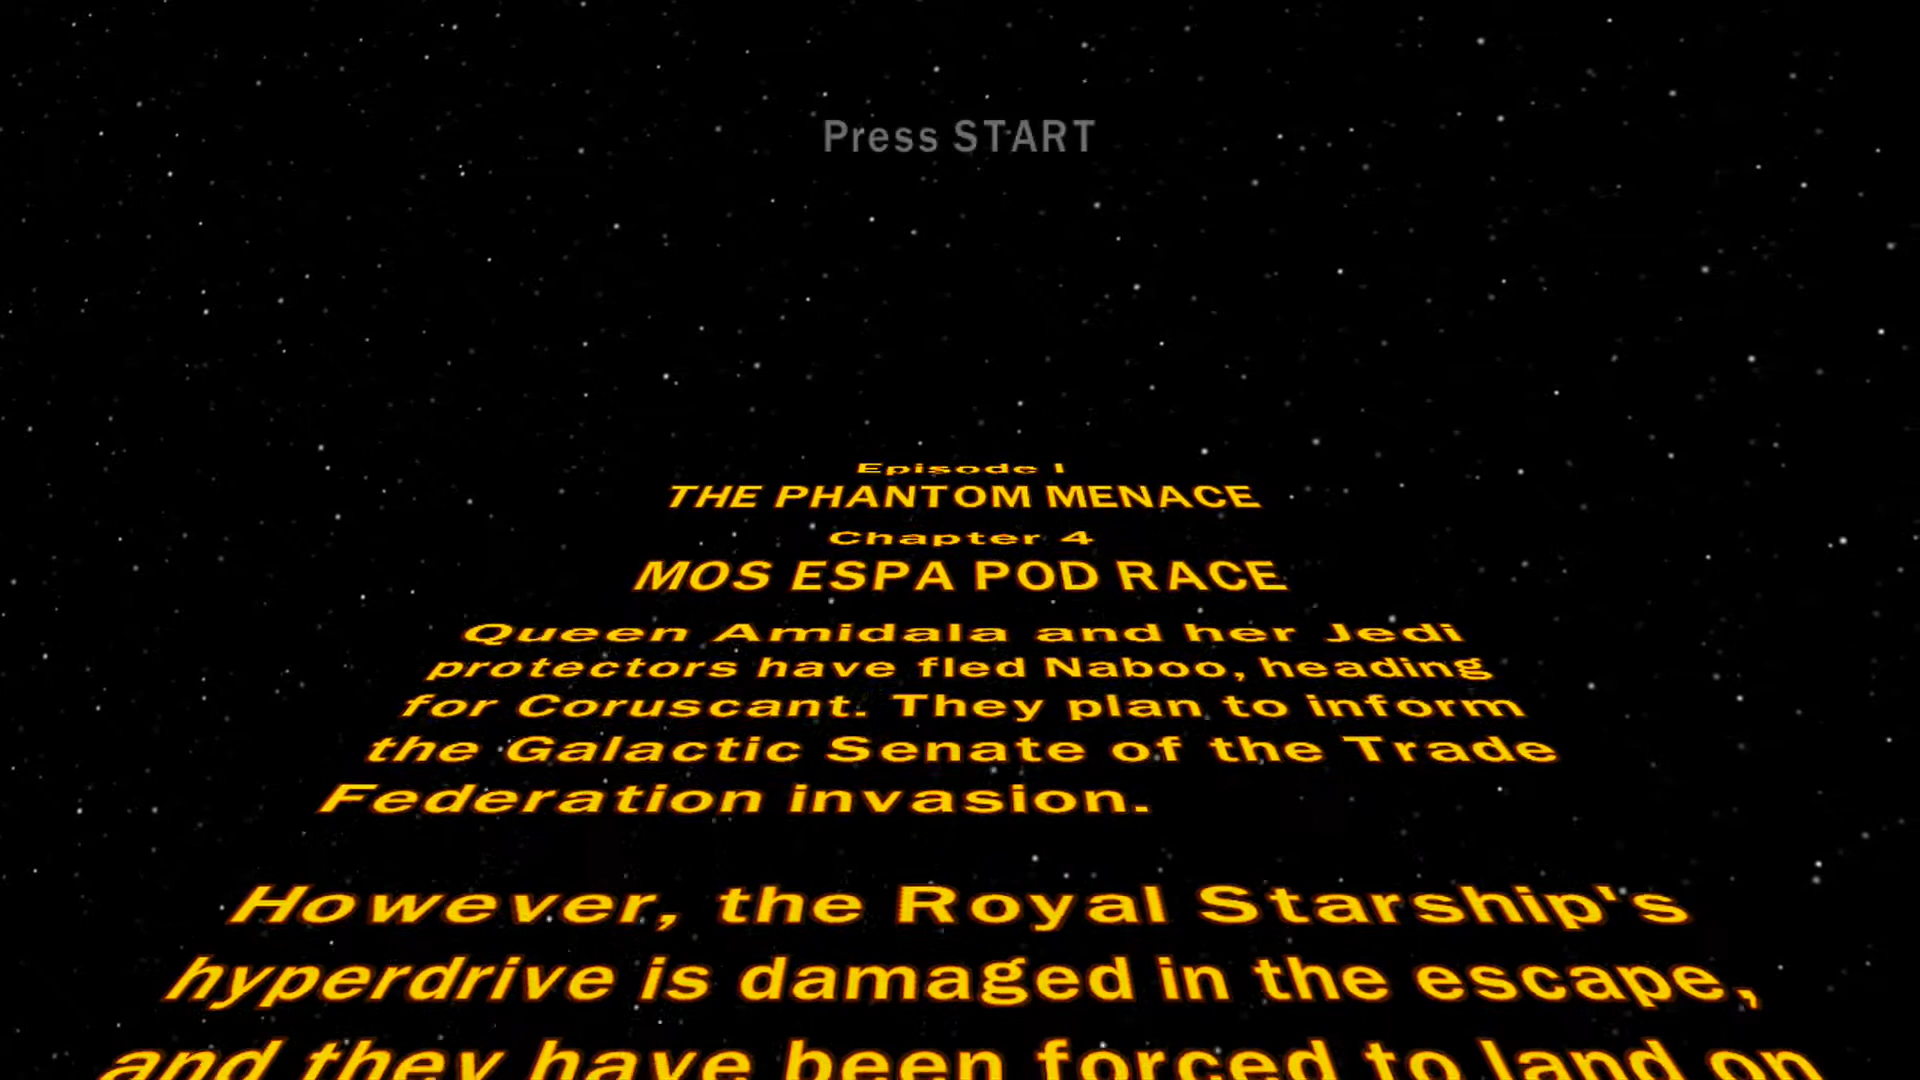 Press START
Episode I
THE PHANTOM MENACE
Chapter 4
MOS ESPA POD RACE
Queen Amidala and her Jedi
protectors have fled Naboo, heading
for Coruscant. They plan to inform
the Galactic Senate of the Trade
Federation invasion.
However, the Royal Starship's
hyperdrive is damaged in the escape,
and they have been forced to land on